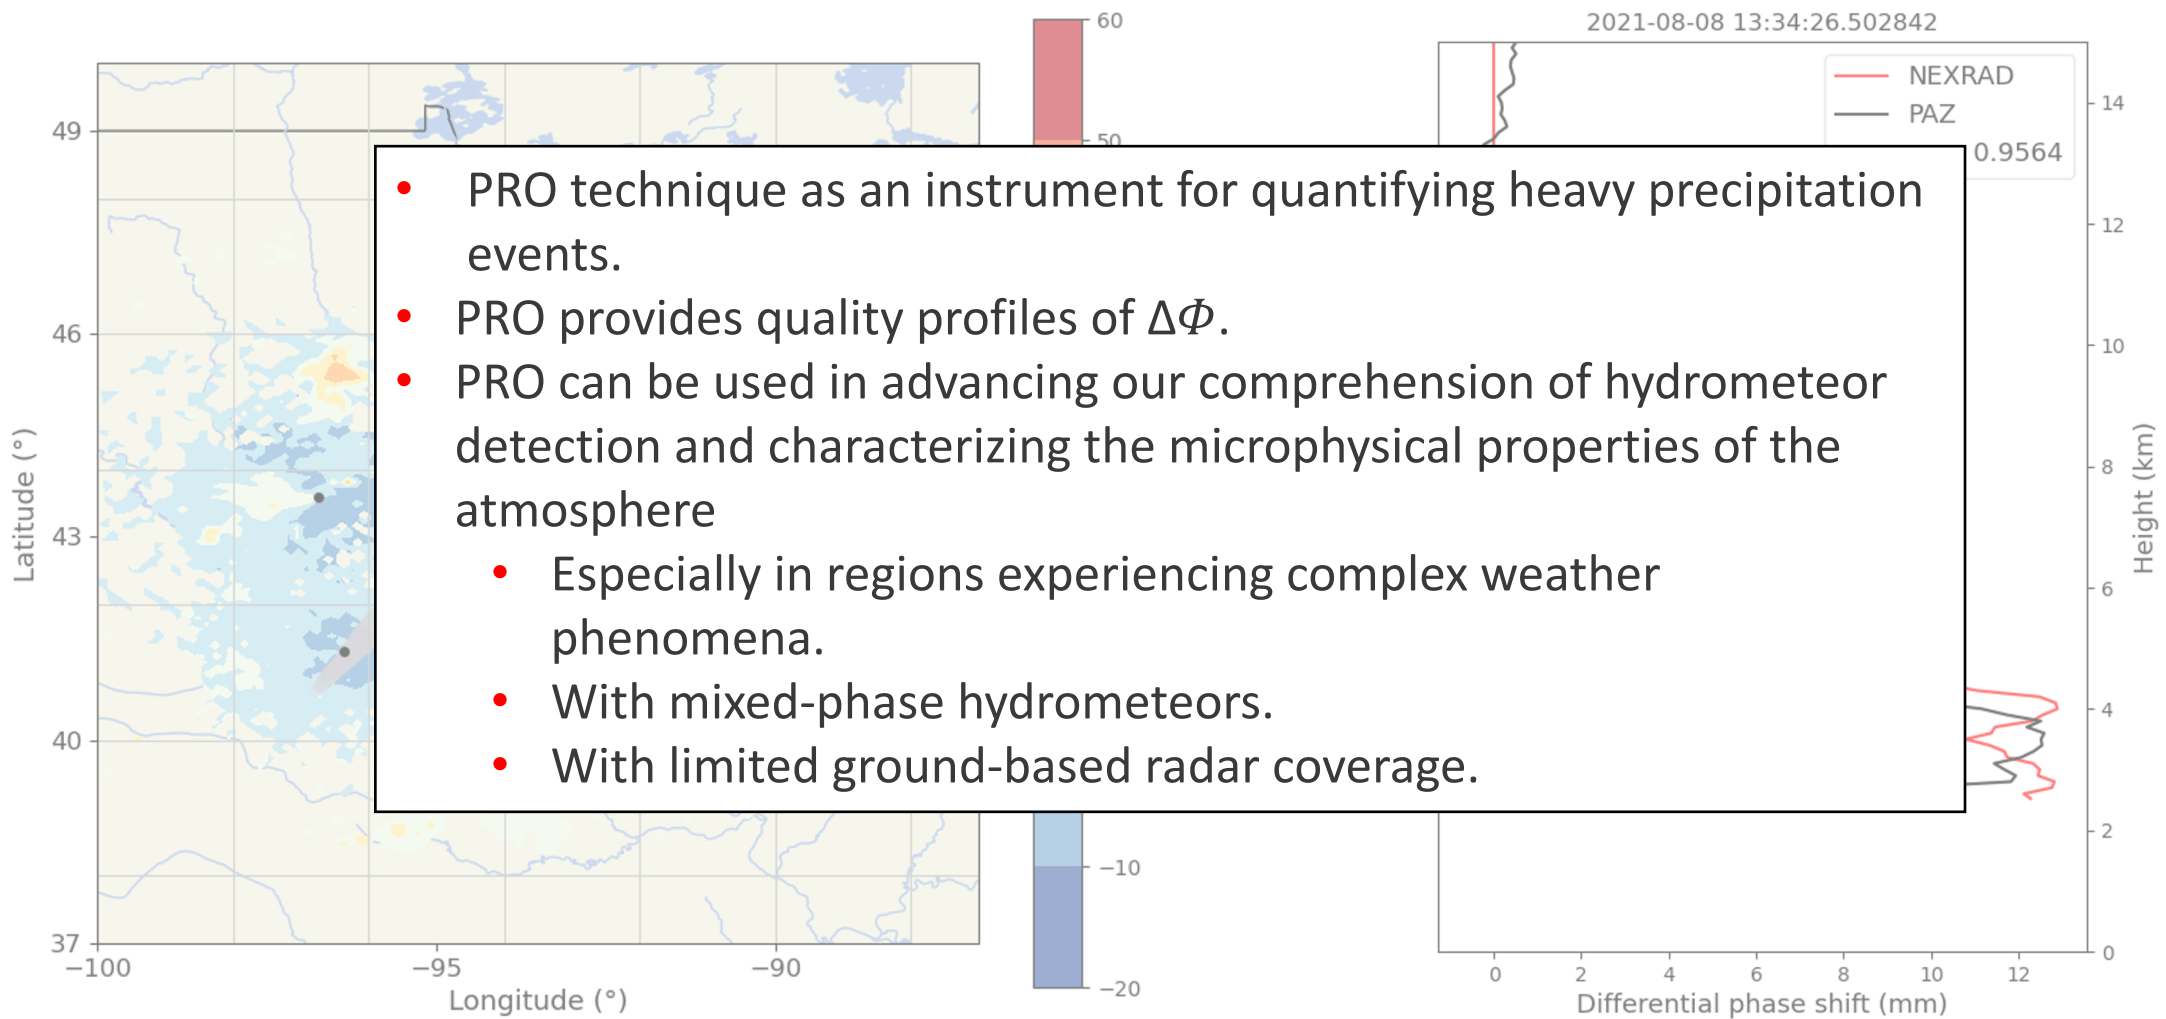 2021-08-08 13:34:26.502842
NEXRAD
PAZ
0.9564
• PRO technique as an instrument for quantifying heavy precipitation
events.
• PRO provides quality profiles of Δ𝛷.
• PRO can be used in advancing our comprehension of hydrometeor
detection and characterizing the microphysical properties of the
atmosphere
• Especially in regions experiencing complex weather
phenomena.
• With mixed-phase hydrometeors.
• With limited ground-based radar coverage.
Latitude (°)
49
46
43
40
37
−100
−95
−90
Longitude (°)
60
50
−10
−20
14
12
10
8
6
4
2
0
Height (km)
0
2
4
6
8
10
12
Differential phase shift (mm)